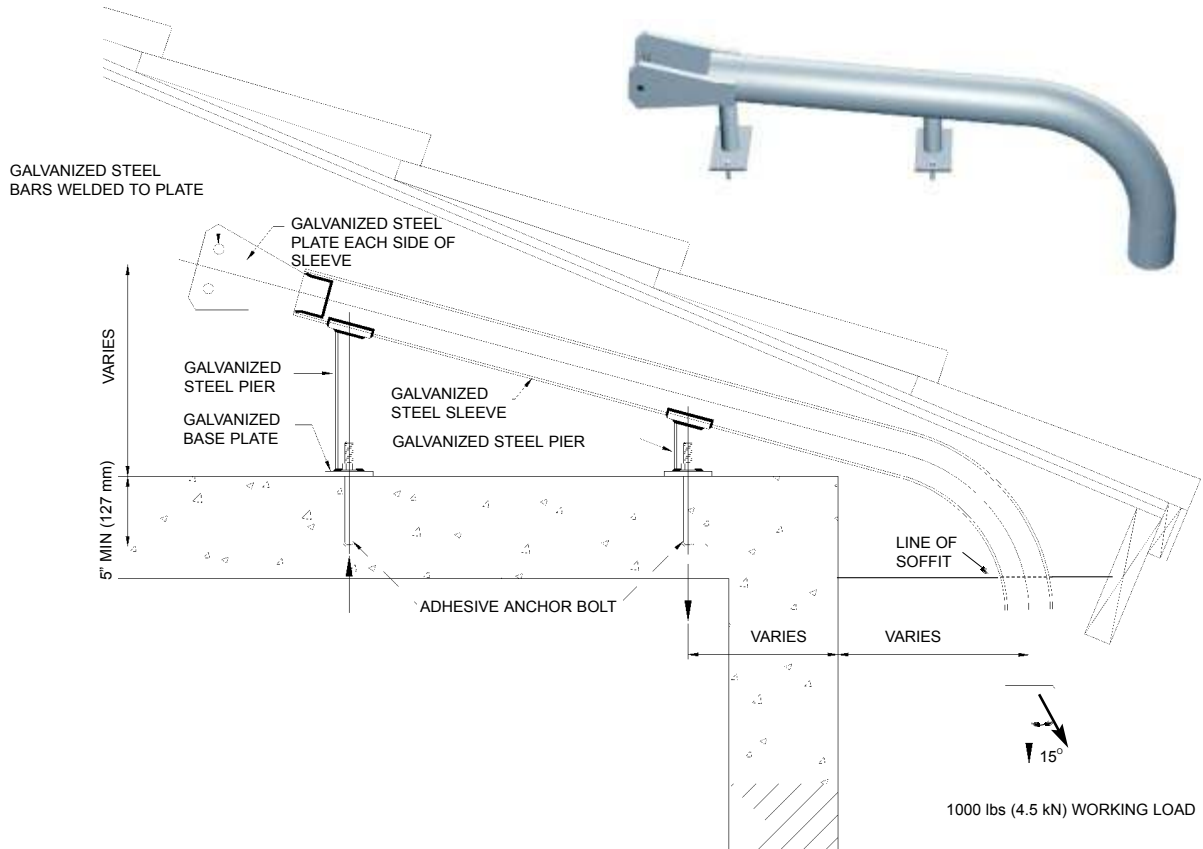 GALVANIZED STEEL
BARS WELDED TO PLATE
GALVANIZED STEEL
PLATE EACH SIDE OF
SLEEVE
VARIES
GALVANIZED
STEEL PIER
GALVANIZED
STEEL SLEEVE
GALVANIZED
BASE PLATE
GALVANIZED STEEL PIER
5" MIN (127 mm)
LINE OF
SOFFIT
ADHESIVE ANCHOR BOLT
VARIES
VARIES
15°
1000 lbs (4.5 kN) WORKING LOAD